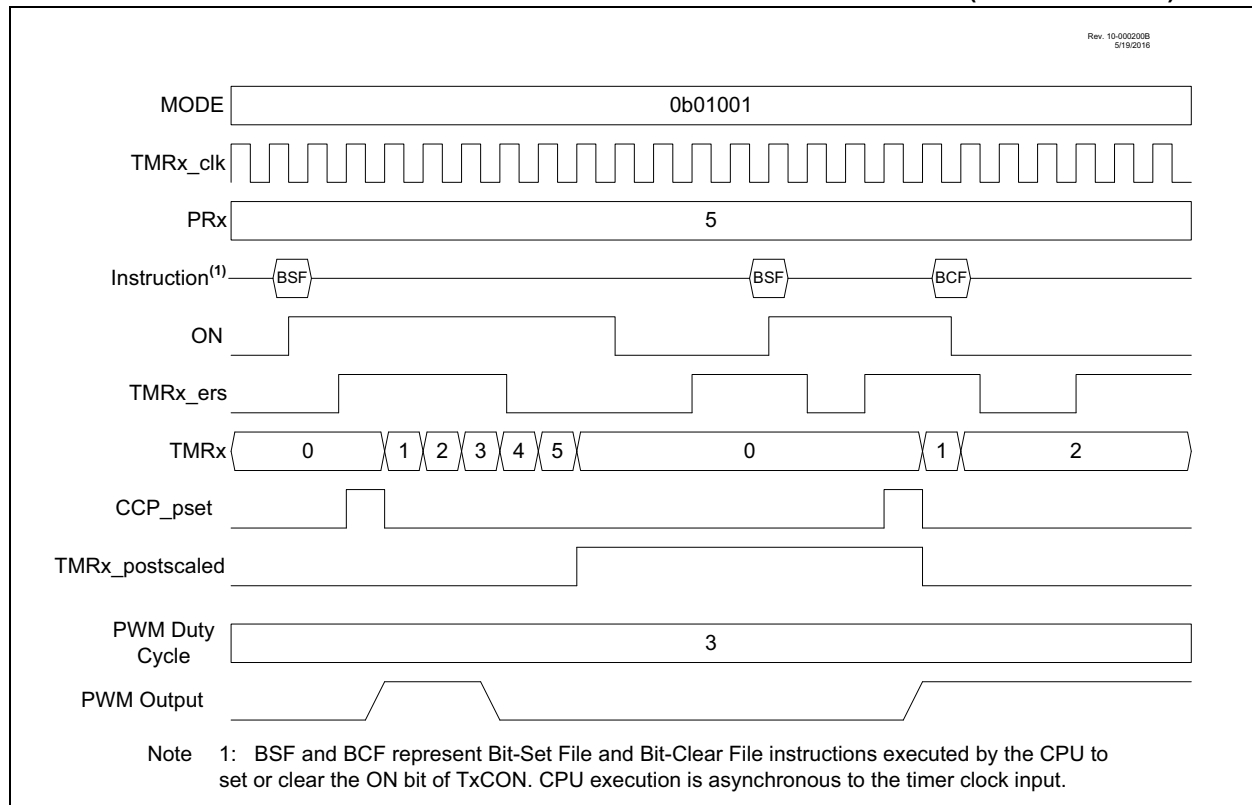 Rev. 10-000200B
5/19/2016
MODE 0b01001
TMRx_clk
PRx 5
Instruction(1) BSF BSF BCF
ON
TMRx_ers
TMRx 0 1 2 3 4 5 0 1 2
CCP_pset
TMRx_postscaled
PWM Duty
Cycle 3
PWM Output
Note 1: BSF and BCF represent Bit-Set File and Bit-Clear File instructions executed by the CPU to
set or clear the ON bit of TxCON. CPU execution is asynchronous to the timer clock input.